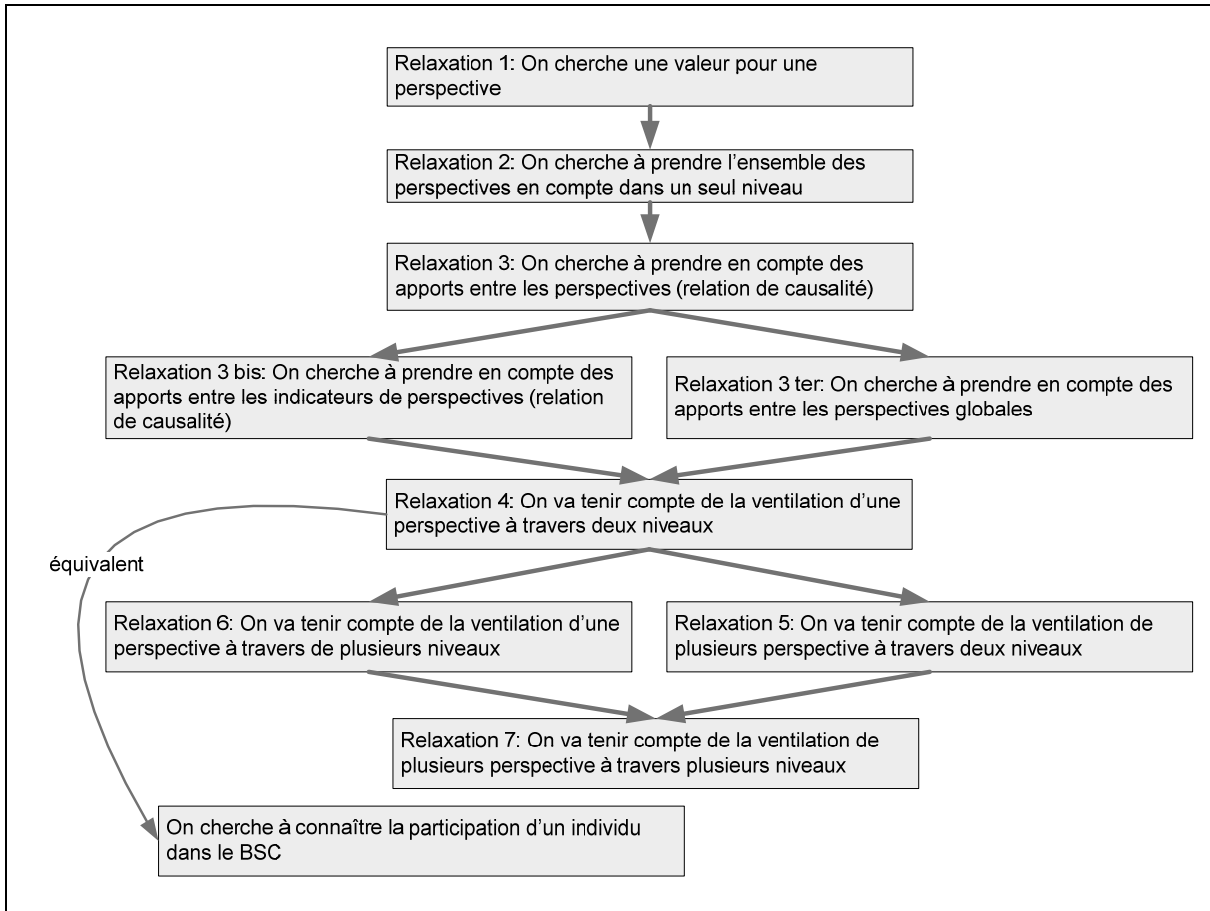 Relaxation 1: On cherche une valeur pour une
perspective
Relaxation 2: On cherche à prendre l’ensemble des
perspectives en compte dans un seul niveau
Relaxation 3: On cherche à prendre en compte des
apports entre les perspectives (relation de causalité)
Relaxation 3 bis: On cherche à prendre en compte des
apports entre les indicateurs de perspectives (relation
de causalité)
Relaxation 3 ter: On cherche à prendre en compte des
apports entre les perspectives globales
Relaxation 4: On va tenir compte de la ventilation d’une
perspective à travers deux niveaux
équivalent
Relaxation 6: On va tenir compte de la ventilation d’une
perspective à travers de plusieurs niveaux
Relaxation 5: On va tenir compte de la ventilation de
plusieurs perspective à travers deux niveaux
Relaxation 7: On va tenir compte de la ventilation de
plusieurs perspective à travers plusieurs niveaux
On cherche à connaître la participation d’un individu
dans le BSC